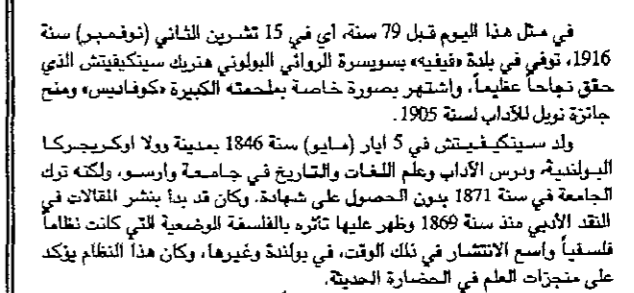 في مثل هذا اليوم قبل 79 سنة، أي في 15 تشرين الثاني (نوفمبر) سنة
1916، توفي في بلدة «فيفيه» بسويسرة الروائي البولوني هنريك سينكيفيتش الذي
حقق نجاحاً عظيماً، واشتهر بصورة خاصة بملحمته الكبيرة «كوفاديس» ومنح
جائزة نوبل للآداب لسنة 1905.
ولد سينكيفيتش في 5 أيار (مايو) سنة 1846 بمدينة رولا اوكريجركا
البولندية، ودرس الآداب وعلم اللغات والتاريخ في جامعة وارسو، ولكنه ترك
الجامعة في سنة 1871 بدون الحصول على شهادة. وكان قد بدأ بنشر المقالات في
النقد الأدبي منذ سنة 1869 وظهر عليها تأثره بالفلسفة الوضعية التي كانت نظاماً
فلسفياً واسع الانتشار في ذلك الوقت، في بولندة وغيرها، وكان هذا النظام يؤكد
على منجزات العلم في الحضارة الحديثة.